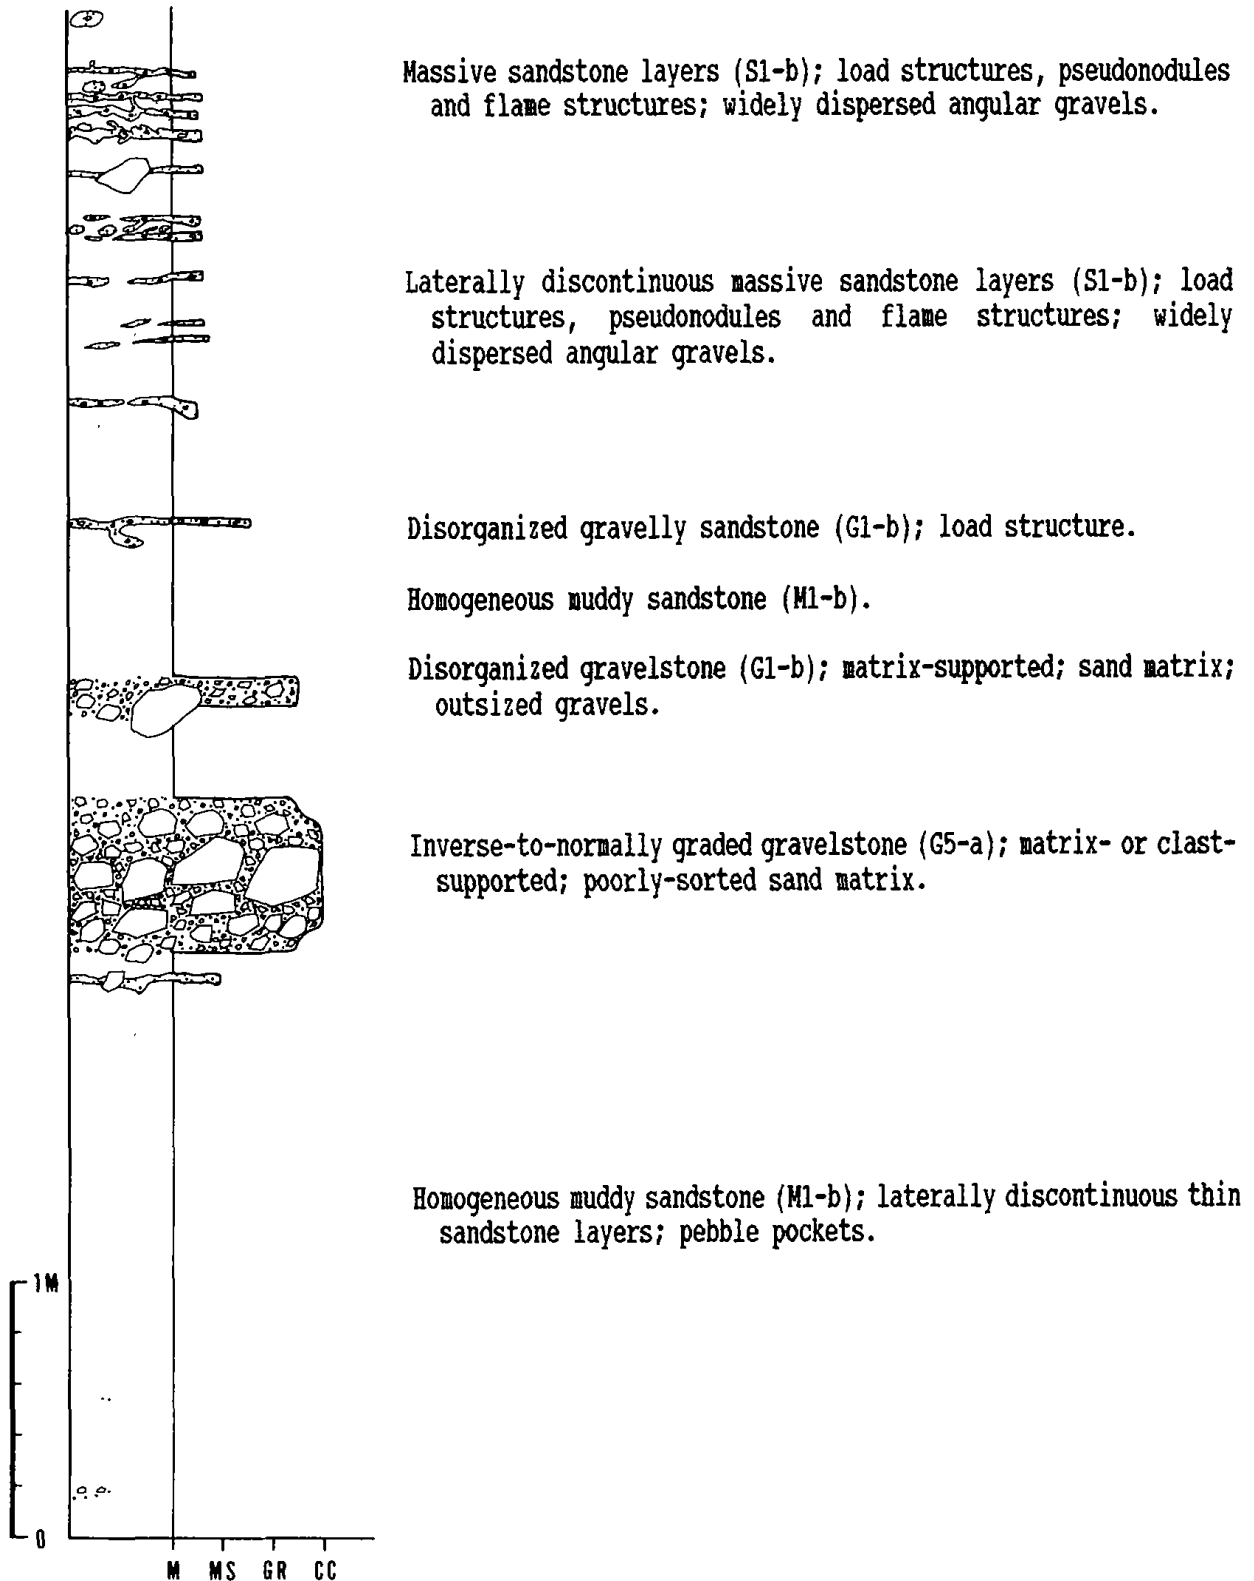 Massive sandstone layers (S1-b); load structures, pseudonodules
and flame structures; widely dispersed angular gravels.
Laterally discontinuous massive sandstone layers (S1-b); load
structures, pseudonodules and flame structures; widely
dispersed angular gravels.
Disorganized gravelly sandstone (G1-b); load structure.
Homogeneous muddy sandstone (M1-b).
Disorganized gravelstone (G1-b); matrix-supported; sand matrix;
outsized gravels.
Inverse-to-normally graded gravelstone (G5-a); matrix- or clast-
supported; poorly-sorted sand matrix.
Homogeneous muddy sandstone (M1-b); laterally discontinuous thin
sandstone layers; pebble pockets.
1M
0
M MS GR CC